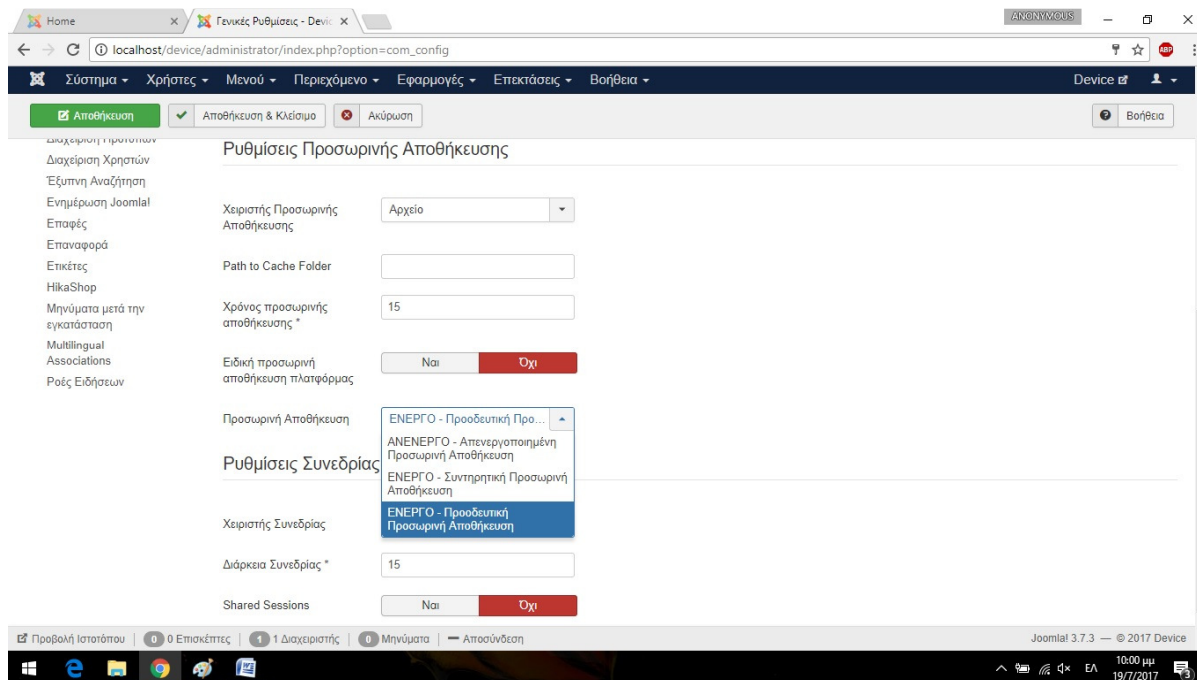 Home
Γενικές Ρυθμίσεις - Devic
ANONYMOUS
localhost/device/administrator/index.php?option=com_config
ABP
Σύστημα Χρήστες Μενού Περιεχόμενο Εφαρμογές Επεκτάσεις Βοήθεια Device
Αποθήκευση Αποθήκευση & Κλείσιμο Ακύρωση Βοήθεια
Διαχείριση Προτύπων
Διαχείριση Χρηστών
Έξυπνη Αναζήτηση
Ενημέρωση Joomla!
Επαφές
Επαναφορά
Ετικέτες
HikaShop
Μηνύματα μετά την
εγκατάσταση
Multilingual
Associations
Ροές Ειδήσεων
Ρυθμίσεις Προσωρινής Αποθήκευσης
Χειριστής Προσωρινής
Αποθήκευσης
Αρχείο
Path to Cache Folder
Χρόνος προσωρινής
αποθήκευσης *
15
Ειδική προσωρινή
αποθήκευση πλατφόρμας
Ναι Όχι
Προσωρινή Αποθήκευση
ΕΝΕΡΓΟ - Προοδευτική Προ...
ΑΝΕΝΕΡΓΟ - Απενεργοποιημένη
Προσωρινή Αποθήκευση
ΕΝΕΡΓΟ - Συντηρητική Προσωρινή
Αποθήκευση
ΕΝΕΡΓΟ - Προοδευτική
Προσωρινή Αποθήκευση
Ρυθμίσεις Συνεδρίας
Χειριστής Συνεδρίας
Διάρκεια Συνεδρίας *
15
Shared Sessions
Ναι Όχι
Προβολή Ιστοτόπου 0 0 Επισκέπτες 1 1 Διαχειριστής 0 Μηνύματα Αποσύνδεση Joomla! 3.7.3 — © 2017 Device
ΕΛ
10:00 μμ
19/7/2017
3